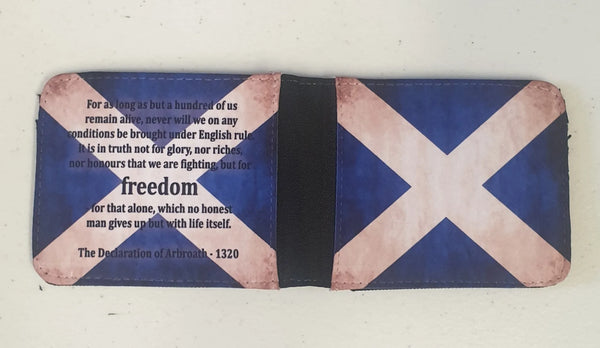 For as long as but a hundred of us
remain alive, never will we on any
conditions be brought under English rule.
It is in truth not for glory, nor riches,
nor honours that we are fighting, but for
freedom
- for that alone, which no honest
man gives up but with life itself.
The Declaration of Arbroath - 1320